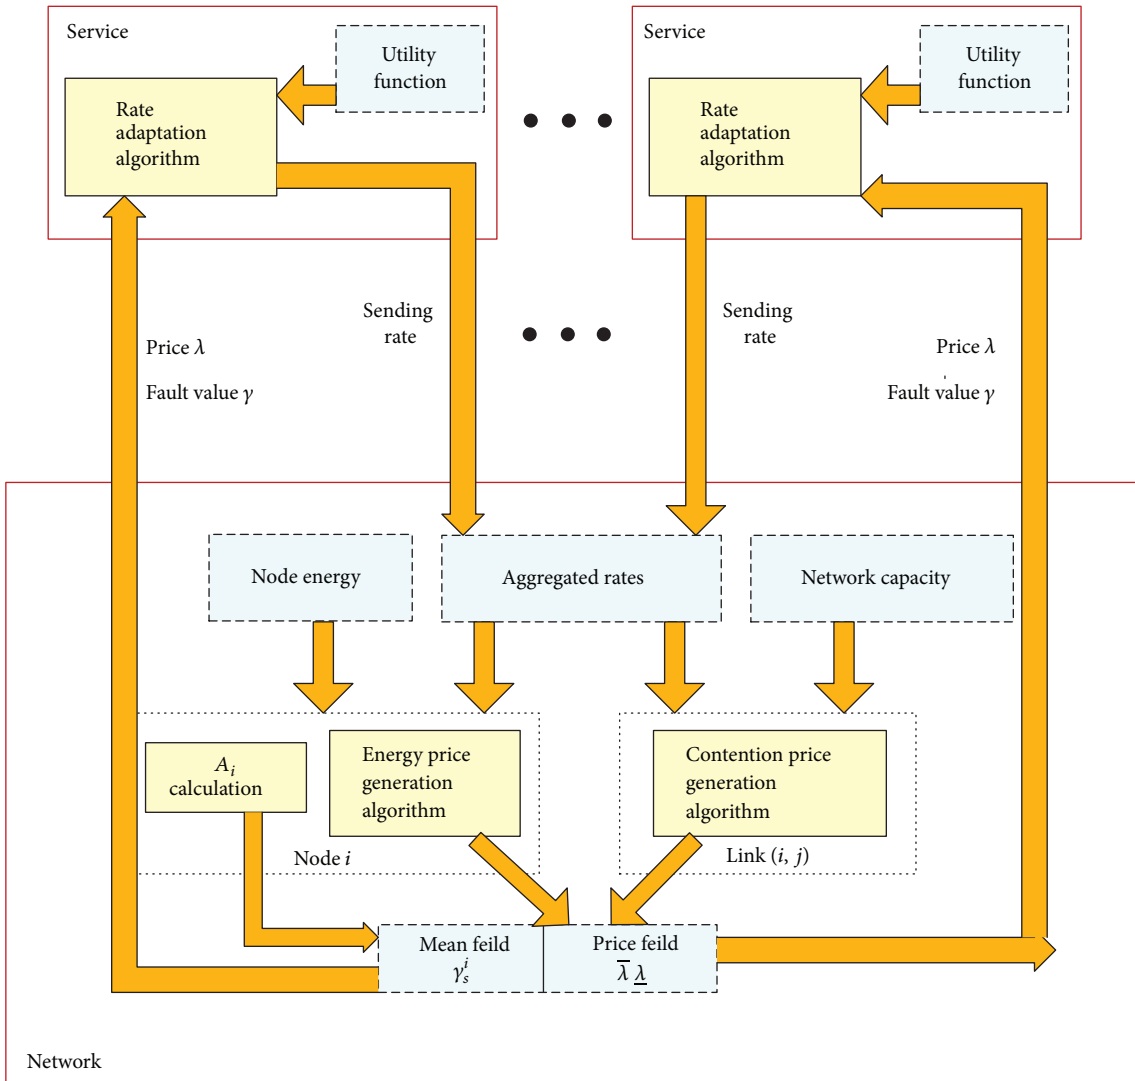 Service
Utility
function
Rate
adaptation
algorithm
Service
Utility
function
Rate
adaptation
algorithm
Sending
rate
Price λ
Fault value γ
Sending
rate
Price λ
Fault value γ
Node energy
Aggregated rates
Network capacity
A_i
calculation
Energy price
generation
algorithm
Node i
Contention price
generation
algorithm
Link (i, j)
Mean feild
γ_s^i
Price feild
λ̅ λ̲
Network